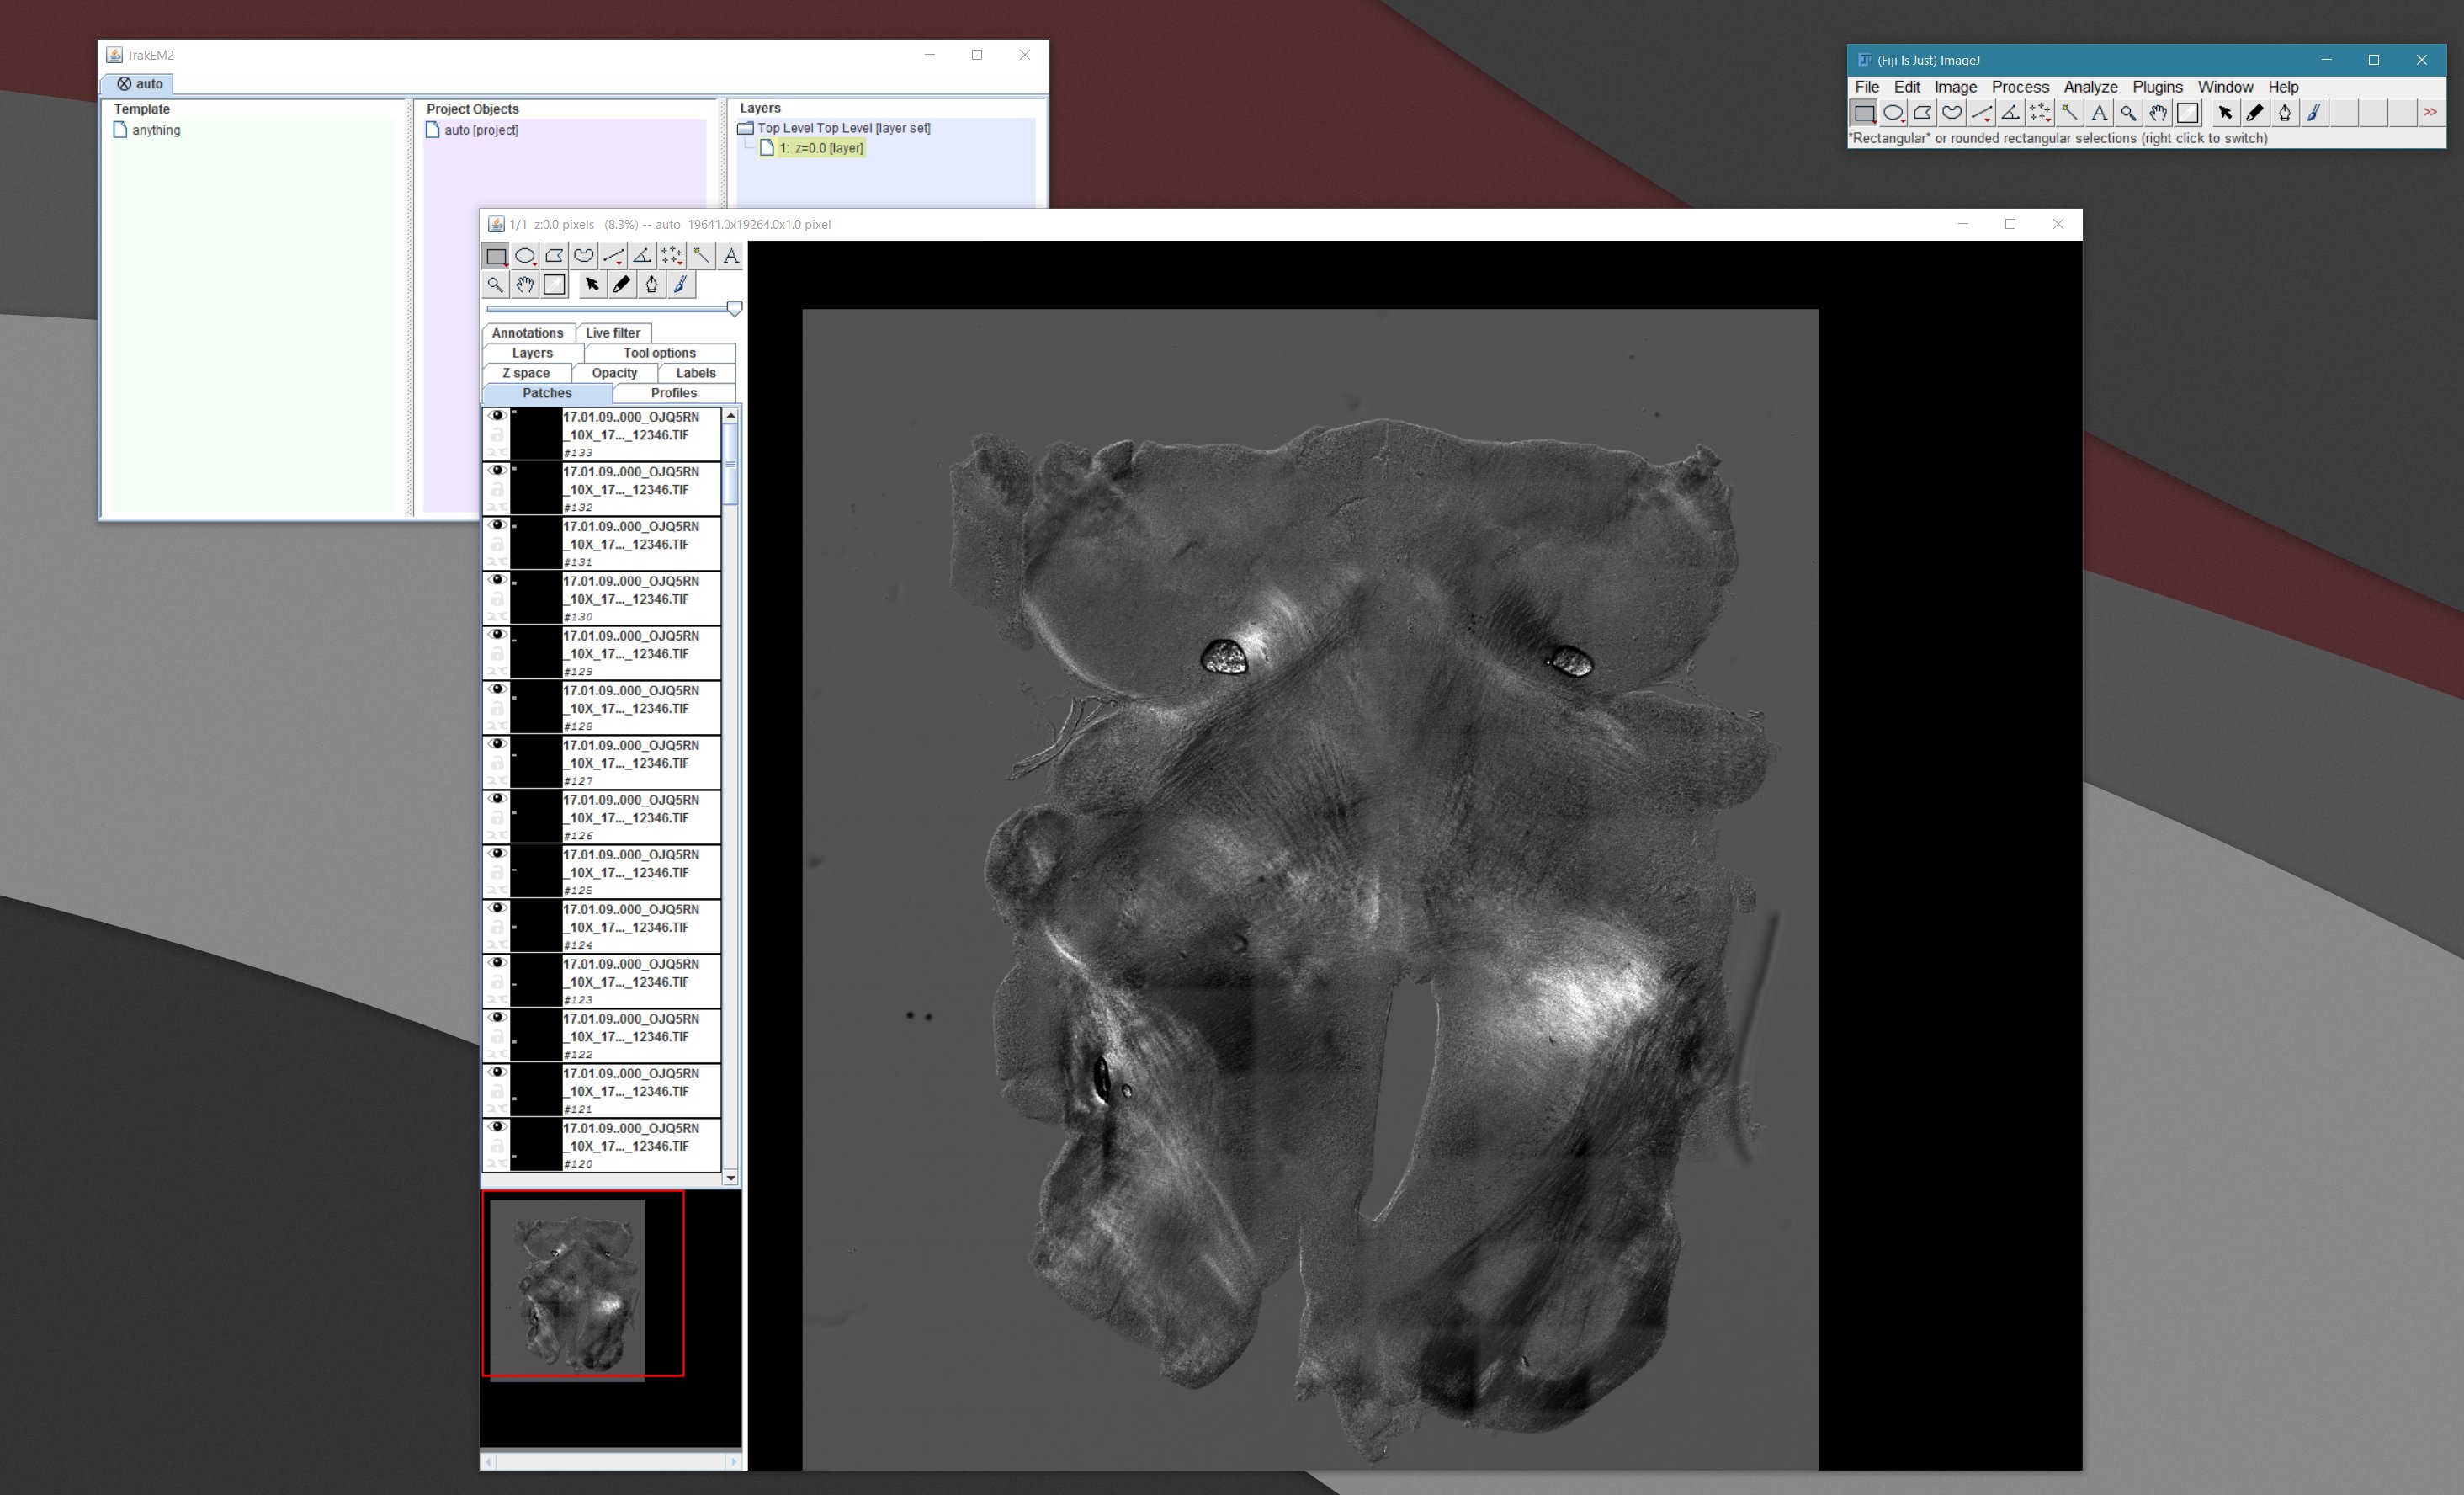 TrakEM2
auto
Template
anything
Project Objects
auto [project]
Layers
Top Level Top Level [layer set]
1: z=0.0 [layer]
(Fiji Is Just) ImageJ
File Edit Image Process Analyze Plugins Window Help
A >>
*Rectangular* or rounded rectangular selections (right click to switch)
1/1 z:0.0 pixels (8.3%) -- auto 19641.0x19264.0x1.0 pixel
A
Annotations Live filter
Layers Tool options
Z space Opacity Labels
Patches Profiles
17.01.09..000_OJQ5RN
_10X_17..._12346.TIF
#133
17.01.09..000_OJQ5RN
_10X_17..._12346.TIF
#132
17.01.09..000_OJQ5RN
_10X_17..._12346.TIF
#131
17.01.09..000_OJQ5RN
_10X_17..._12346.TIF
#130
17.01.09..000_OJQ5RN
_10X_17..._12346.TIF
#129
17.01.09..000_OJQ5RN
_10X_17..._12346.TIF
#128
17.01.09..000_OJQ5RN
_10X_17..._12346.TIF
#127
17.01.09..000_OJQ5RN
_10X_17..._12346.TIF
#126
17.01.09..000_OJQ5RN
_10X_17..._12346.TIF
#125
17.01.09..000_OJQ5RN
_10X_17..._12346.TIF
#124
17.01.09..000_OJQ5RN
_10X_17..._12346.TIF
#123
17.01.09..000_OJQ5RN
_10X_17..._12346.TIF
#122
17.01.09..000_OJQ5RN
_10X_17..._12346.TIF
#121
17.01.09..000_OJQ5RN
_10X_17..._12346.TIF
#120